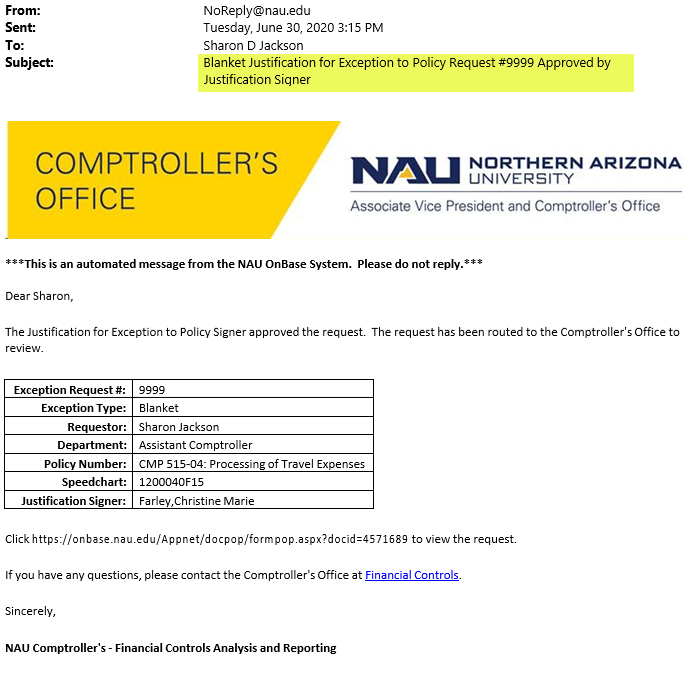 From: NoReply@nau.edu
Sent: Tuesday, June 30, 2020 3:15 PM
To: Sharon D Jackson
Subject: Blanket Justification for Exception to Policy Request #9999 Approved by
Justification Signer
COMPTROLLER'S
OFFICE
NAU NORTHERN ARIZONA
UNIVERSITY
Associate Vice President and Comptroller's Office
***This is an automated message from the NAU OnBase System.  Please do not reply.***
Dear Sharon,
The Justification for Exception to Policy Signer approved the request.  The request has been routed to the Comptroller's Office to
review.
Exception Request #: 9999
Exception Type: Blanket
Requestor: Sharon Jackson
Department: Assistant Comptroller
Policy Number: CMP 515-04: Processing of Travel Expenses
Speedchart: 1200040F15
Justification Signer: Farley,Christine Marie
Click https://onbase.nau.edu/Appnet/docpop/formpop.aspx?docid=4571689 to view the request.
If you have any questions, please contact the Comptroller's Office at Financial Controls.
Sincerely,
NAU Comptroller's - Financial Controls Analysis and Reporting